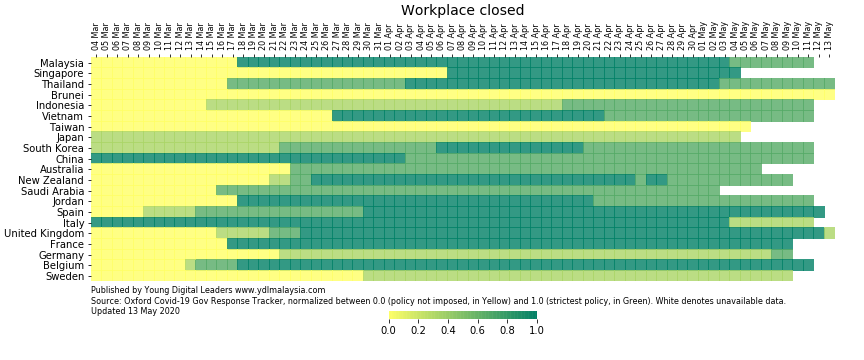 Workplace closed
04 Mar 05 Mar 06 Mar 07 Mar 08 Mar 09 Mar 10 Mar 11 Mar 12 Mar 13 Mar 14 Mar 15 Mar 16 Mar 17 Mar 18 Mar 19 Mar 20 Mar 21 Mar 22 Mar 23 Mar 24 Mar 25 Mar 26 Mar 27 Mar 28 Mar 29 Mar 30 Mar 31 Mar 01 Apr 02 Apr 03 Apr 04 Apr 05 Apr 06 Apr 07 Apr 08 Apr 09 Apr 10 Apr 11 Apr 12 Apr 13 Apr 14 Apr 15 Apr 16 Apr 17 Apr 18 Apr 19 Apr 20 Apr 21 Apr 22 Apr 23 Apr 24 Apr 25 Apr 26 Apr 27 Apr 28 Apr 29 Apr 30 Apr 01 May 02 May 03 May 04 May 05 May 06 May 07 May 08 May 09 May 10 May 11 May 12 May 13 May
Malaysia
Singapore
Thailand
Brunei
Indonesia
Vietnam
Taiwan
Japan
South Korea
China
Australia
New Zealand
Saudi Arabia
Jordan
Spain
Italy
United Kingdom
France
Germany
Belgium
Sweden
Published by Young Digital Leaders www.ydlmalaysia.com
Source: Oxford Covid-19 Gov Response Tracker, normalized between 0.0 (policy not imposed, in Yellow) and 1.0 (strictest policy, in Green). White denotes unavailable data.
Updated 13 May 2020
0.0 0.2 0.4 0.6 0.8 1.0